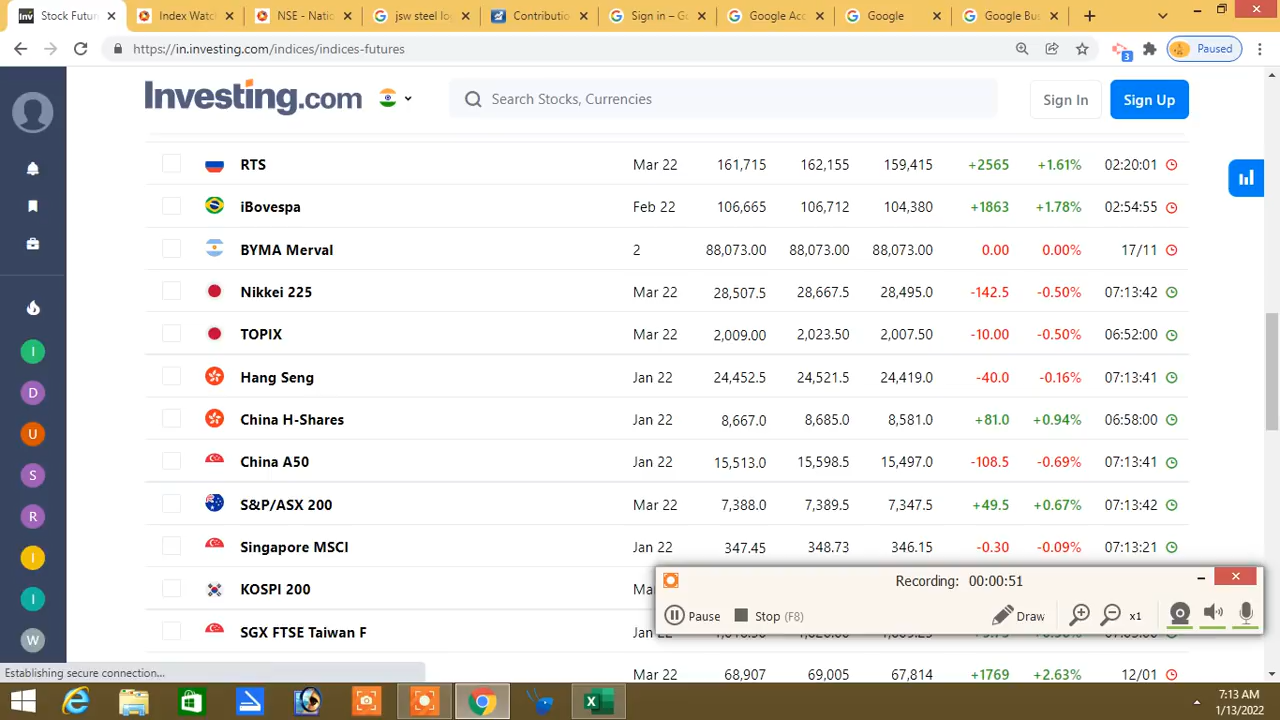 Inv Stock Futu Index Watc NSE - Natio jsw steel lo Contributio Sign in – Go Google Acc Google Google Bus
https://in.investing.com/indices/indices-futures 3 Paused
Investing.com Search Stocks, Currencies Sign In Sign Up
RTS Mar 22 161,715 162,155 159,415 +2565 +1.61% 02:20:01
iBovespa Feb 22 106,665 106,712 104,380 +1863 +1.78% 02:54:55
BYMA Merval 2 88,073.00 88,073.00 88,073.00 0.00 0.00% 17/11
Nikkei 225 Mar 22 28,507.5 28,667.5 28,495.0 -142.5 -0.50% 07:13:42
TOPIX Mar 22 2,009.00 2,023.50 2,007.50 -10.00 -0.50% 06:52:00
I
Hang Seng Jan 22 24,452.5 24,521.5 24,419.0 -40.0 -0.16% 07:13:41
D
China H-Shares Jan 22 8,667.0 8,685.0 8,581.0 +81.0 +0.94% 06:58:00
U
China A50 Jan 22 15,513.0 15,598.5 15,497.0 -108.5 -0.69% 07:13:41
S
S&P/ASX 200 Mar 22 7,388.0 7,389.5 7,347.5 +49.5 +0.67% 07:13:42
R
Singapore MSCI Jan 22 347.45 348.73 346.15 -0.30 -0.09% 07:13:21
I
KOSPI 200
Recording: 00:00:51
I
Pause Stop (F8) Draw x1
SGX FTSE Taiwan F
W
Establishing secure connection...
Mar 22 68,907 69,005 67,814 +1769 +2.63% 12/01
7:13 AM
1/13/2022